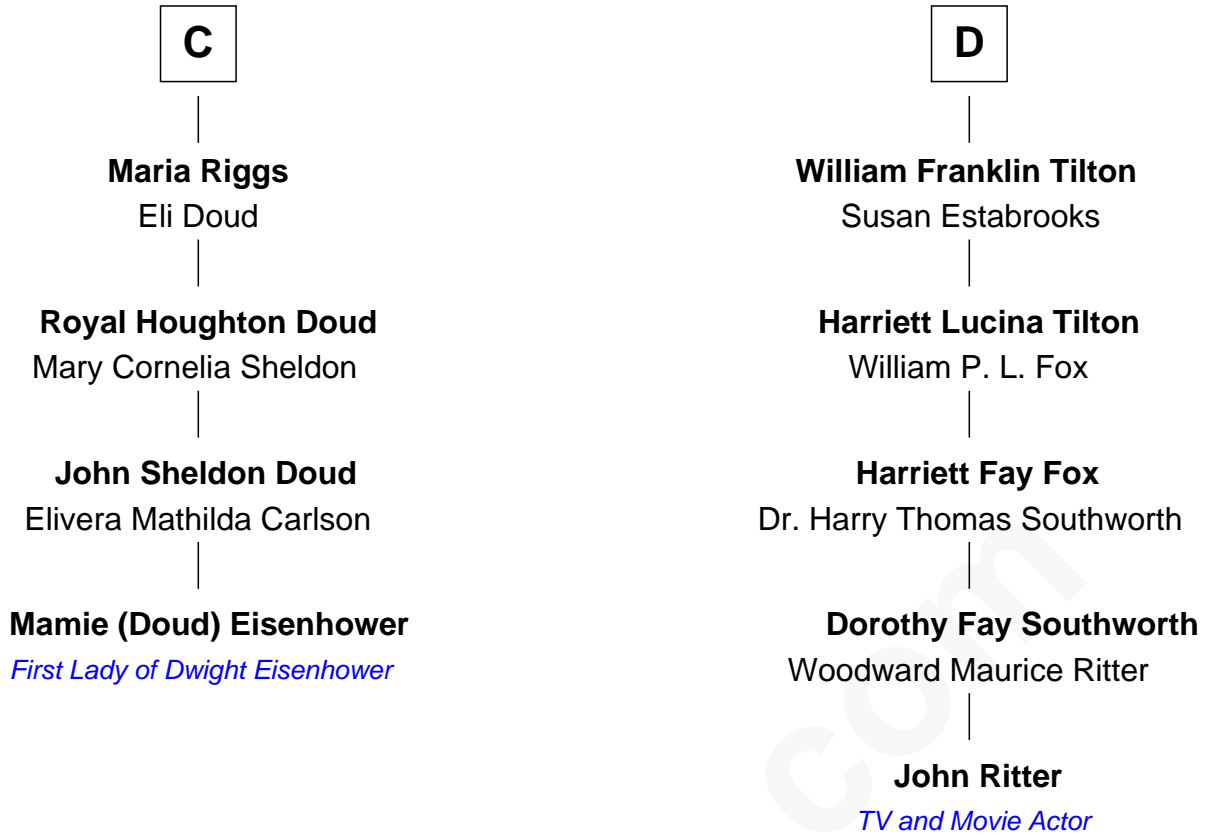 C
Maria Riggs
Eli Doud
Royal Houghton Doud
Mary Cornelia Sheldon
John Sheldon Doud
Elivera Mathilda Carlson
Mamie (Doud) Eisenhower
First Lady of Dwight Eisenhower
D
William Franklin Tilton
Susan Estabrooks
Harriett Lucina Tilton
William P. L. Fox
Harriett Fay Fox
Dr. Harry Thomas Southworth
Dorothy Fay Southworth
Woodward Maurice Ritter
John Ritter
TV and Movie Actor
com